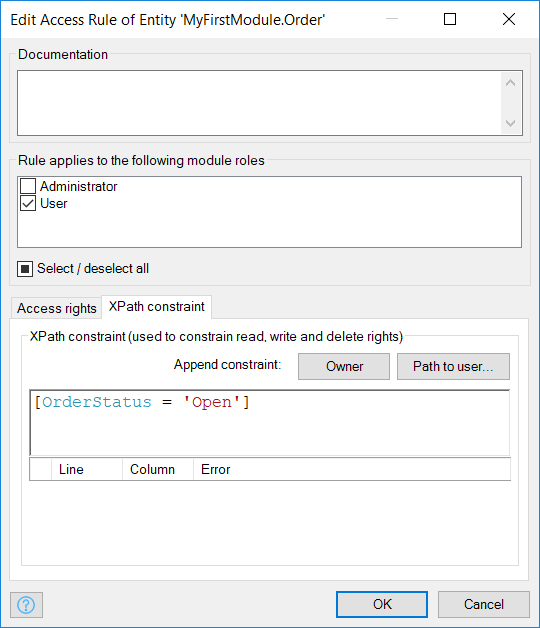 Edit Access Rule of Entity 'MyFirstModule.Order'
Documentation
Rule applies to the following module roles
Administrator
User
Select / deselect all
Access rights XPath constraint
XPath constraint (used to constrain read, write and delete rights)
Append constraint: Owner Path to user...
[OrderStatus = 'Open']
Line Column Error
? OK Cancel